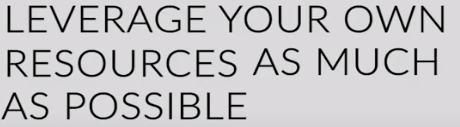 LEVERAGE YOUR OWN
RESOURCES AS MUCH
AS POSSIBLE